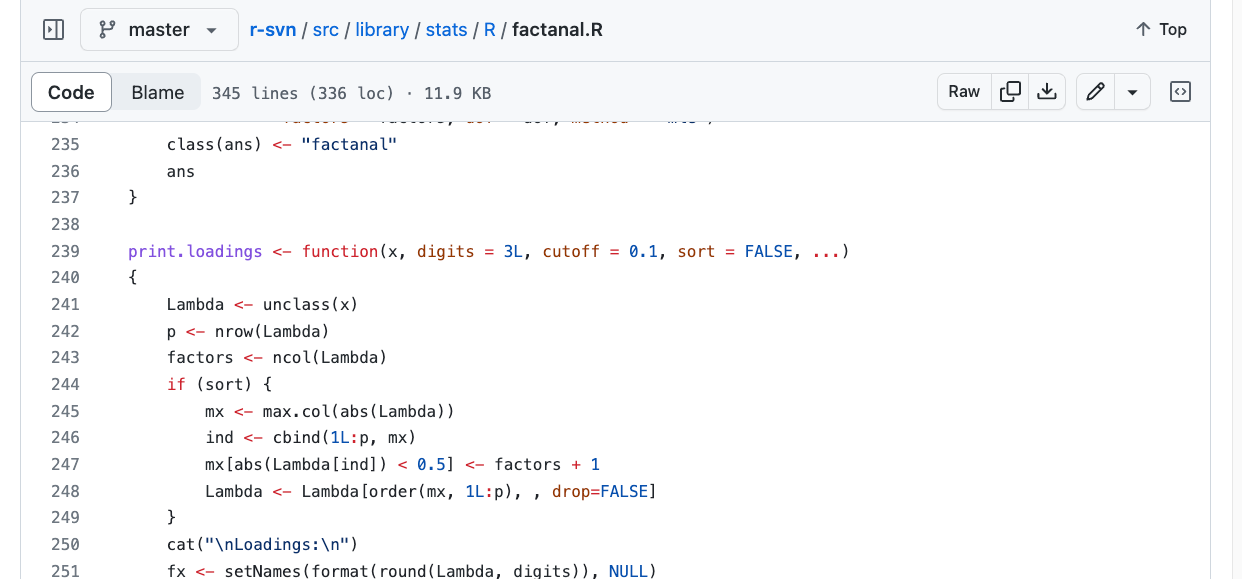 master r-svn / src / library / stats / R / factanal.R Top
Code Blame 345 lines (336 loc) · 11.9 KB Raw
235 class(ans) <- "factanal"
236 ans
237 }
238
239 print.loadings <- function(x, digits = 3L, cutoff = 0.1, sort = FALSE, ...)
240 {
241 Lambda <- unclass(x)
242 p <- nrow(Lambda)
243 factors <- ncol(Lambda)
244 if (sort) {
245 mx <- max.col(abs(Lambda))
246 ind <- cbind(1L:p, mx)
247 mx[abs(Lambda[ind]) < 0.5] <- factors + 1
248 Lambda <- Lambda[order(mx, 1L:p), , drop=FALSE]
249 }
250 cat("\nLoadings:\n")
251 fx <- setNames(format(round(Lambda, digits)), NULL)